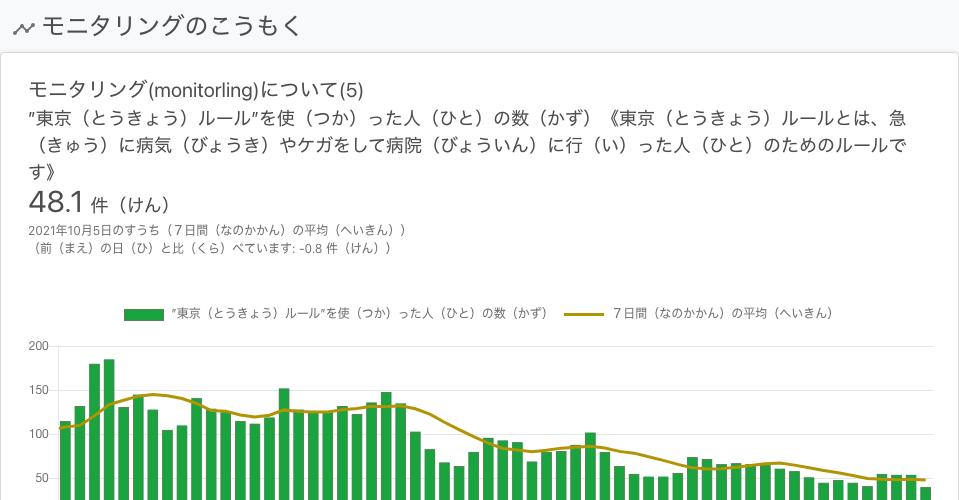 モニタリングのこうもく
モニタリング(monitorling)について(5)
”東京（とうきょう）ルール”を使（つか）った人（ひと）の数（かず）《東京（とうきょう）ルールとは、急
（きゅう）に病気（びょうき）やケガをして病院（びょういん）に行（い）った人（ひと）のためのルールで
す》
48.1 件（けん）
2021年10月5日のすうち（７日間（なのかかん）の平均（へいきん））
（前（まえ）の日（ひ）と比（くら）べています: -0.8 件（けん））
”東京（とうきょう）ルール”を使（つか）った人（ひと）の数（かず） ７日間（なのかかん）の平均（へいきん）
200
150
100
50